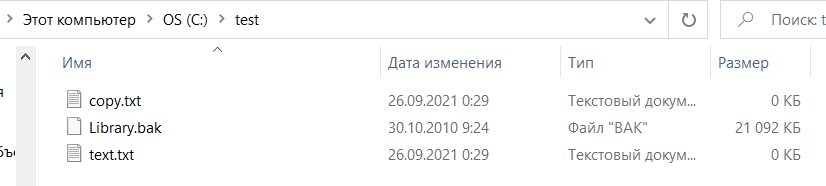 Этот компьютер > OS (C:) > test
Поиск: t
Имя Дата изменения Тип Размер
copy.txt 26.09.2021 0:29 Текстовый докум... 0 КБ
Library.bak 30.10.2010 9:24 Файл "BAK" 21 092 КБ
text.txt 26.09.2021 0:29 Текстовый докум... 0 КБ